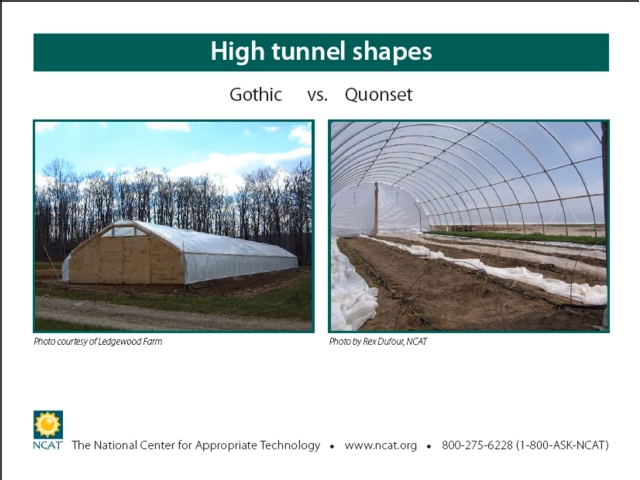 High tunnel shapes
Gothic vs. Quonset
Photo courtesy of Ledgewood Farm
Photo by Rex Dufour, NCAT
NCAT
The National Center for Appropriate Technology • www.ncat.org • 800-275-6228 (1-800-ASK-NCAT)